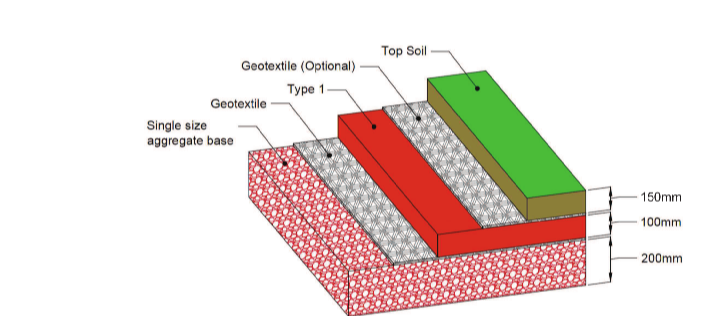 Top Soil
Geotextile (Optional)
Type 1
Geotextile
Single size
aggregate base
150mm
100mm
200mm